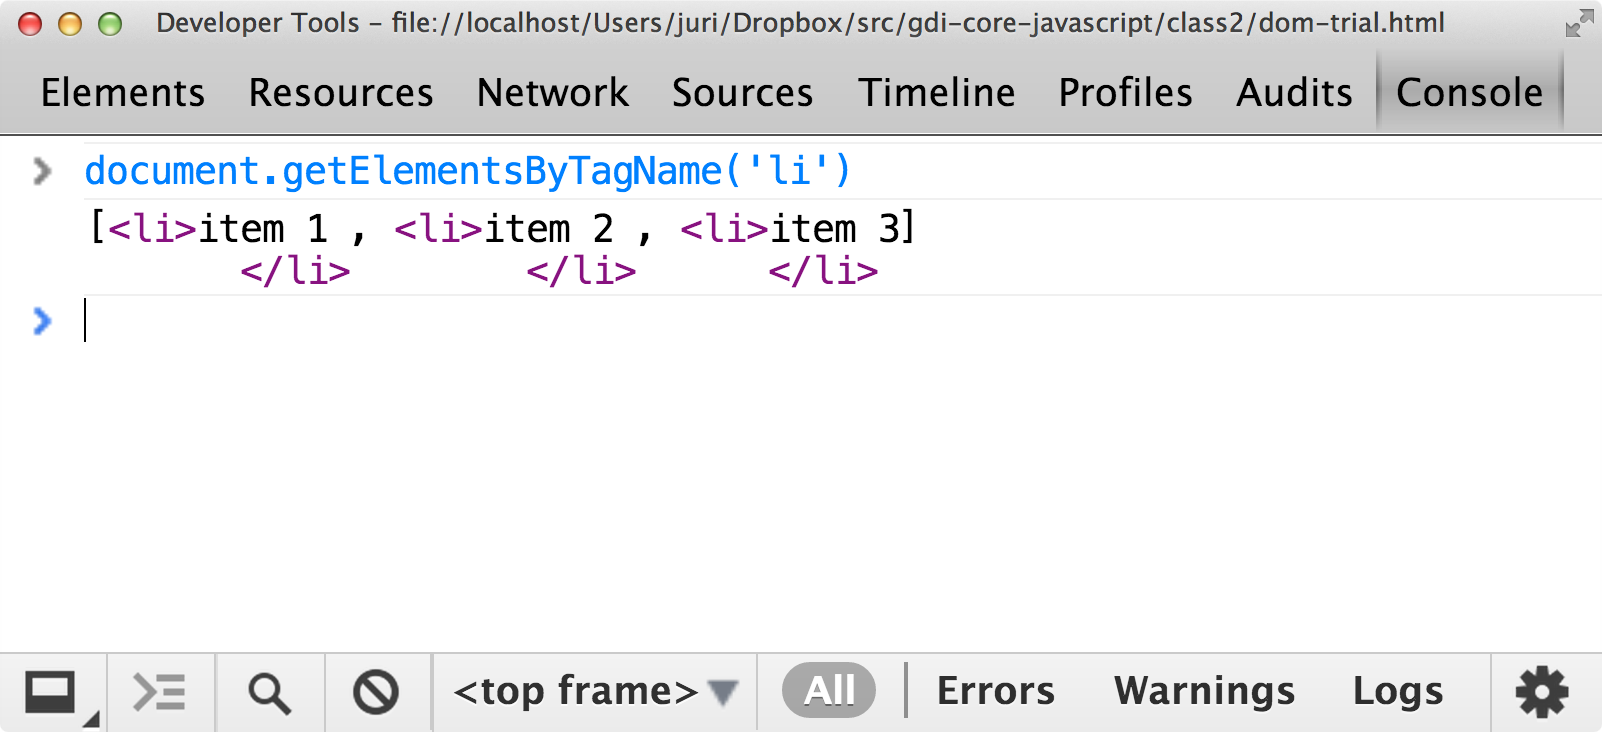 Developer Tools - file://localhost/Users/juri/Dropbox/src/gdi-core-javascript/class2/dom-trial.html
Elements Resources Network Sources Timeline Profiles Audits Console
document.getElementsByTagName('li')
[<li>item 1 , <li>item 2 , <li>item 3]
</li> </li> </li>
<top frame> All Errors Warnings Logs